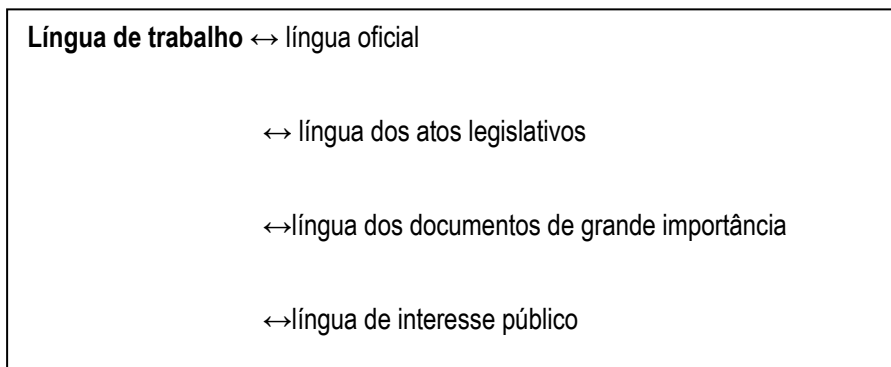 Língua de trabalho ↔ língua oficial
↔ língua dos atos legislativos
↔língua dos documentos de grande importância
↔língua de interesse público